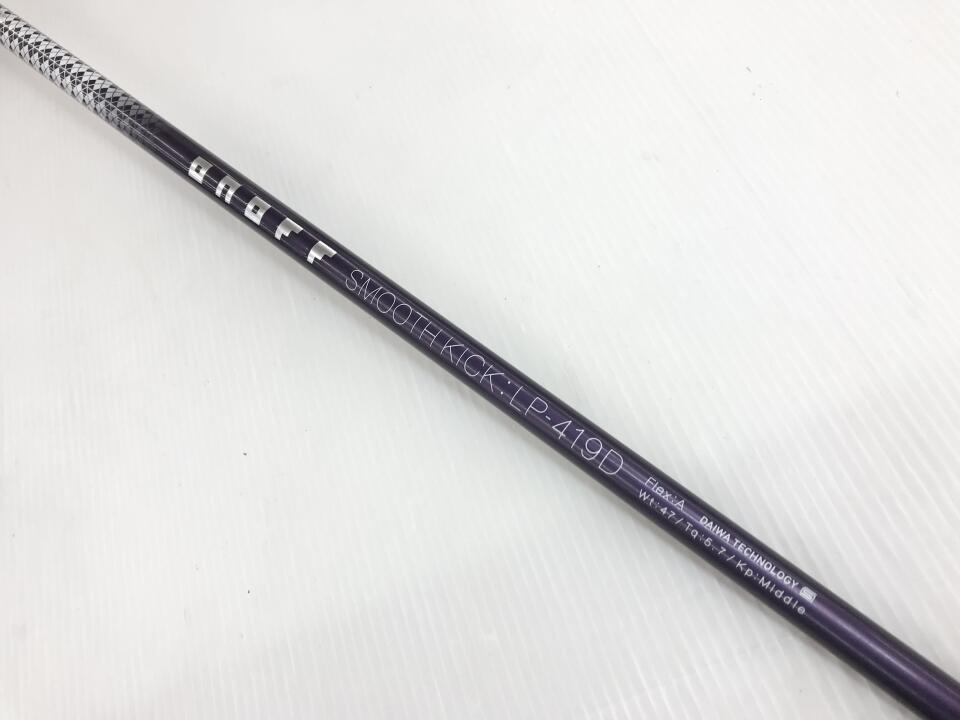 onoff SMOOTH KICK:LP-419D
Flex:A DAIWA TECHNOLOGY
Wt:47/Tq:5.7/Kp:Middle